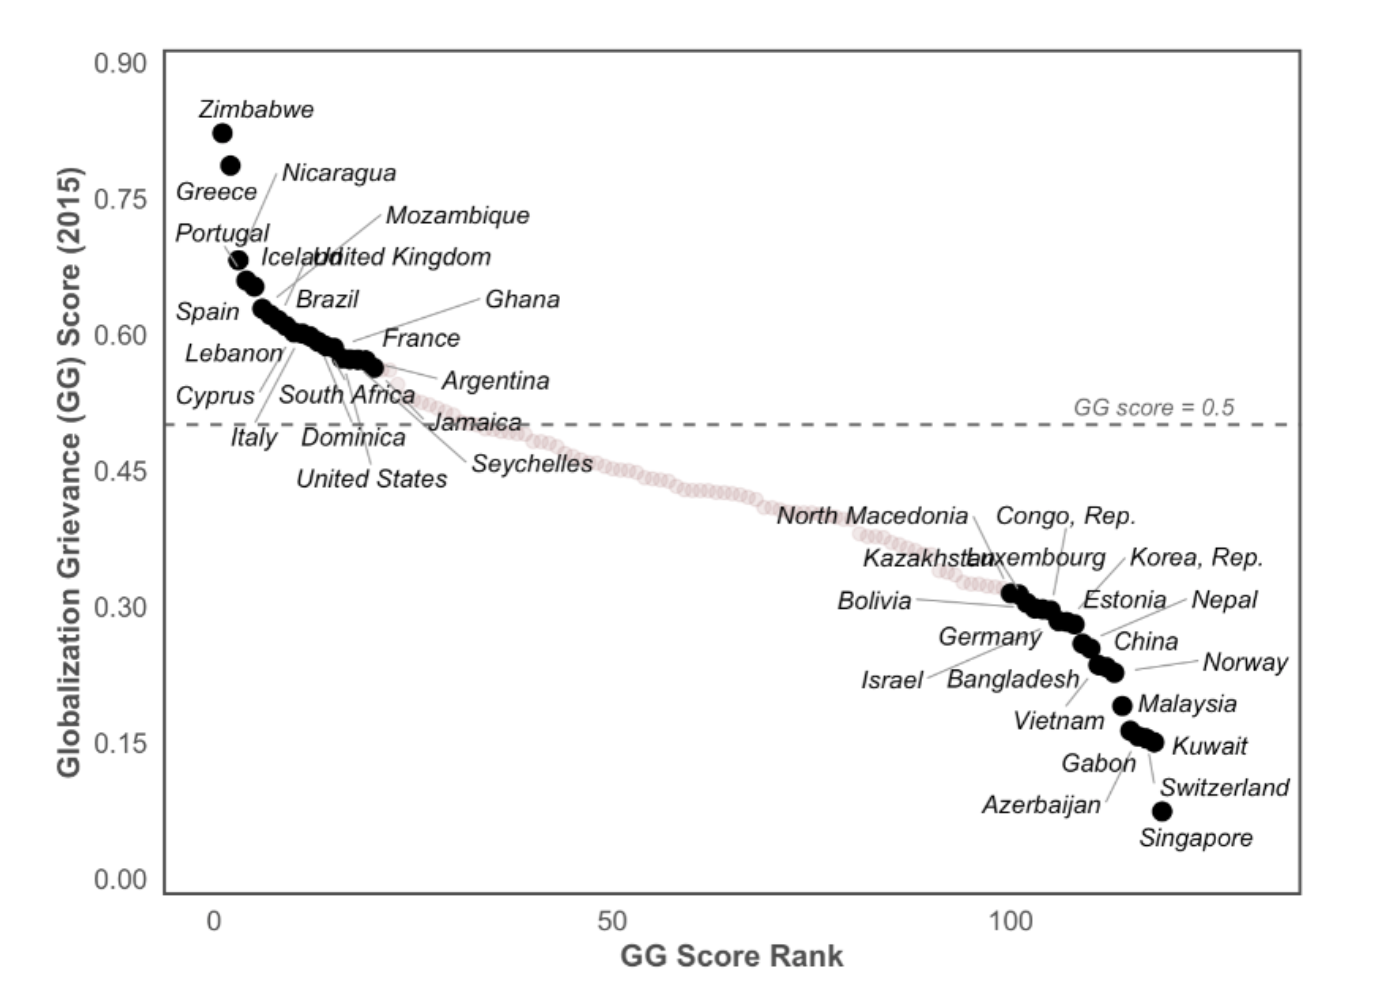 0.90
Zimbabwe
Nicaragua
Greece
0.75
Mozambique
Portugal
Iceland
United Kingdom
Brazil
Ghana
Spain
0.60
France
Lebanon
Argentina
Cyprus
South Africa
Jamaica
GG score = 0.5
Italy
Dominica
Seychelles
0.45
United States
North Macedonia
Congo, Rep.
Kazakhstan
Luxembourg
Korea, Rep.
Bolivia
Estonia
Nepal
0.30
Germany
China
Norway
Israel
Bangladesh
Malaysia
Vietnam
0.15
Kuwait
Gabon
Switzerland
Azerbaijan
Singapore
0.00
Globalization Grievance (GG) Score (2015)
0
50
100
GG Score Rank